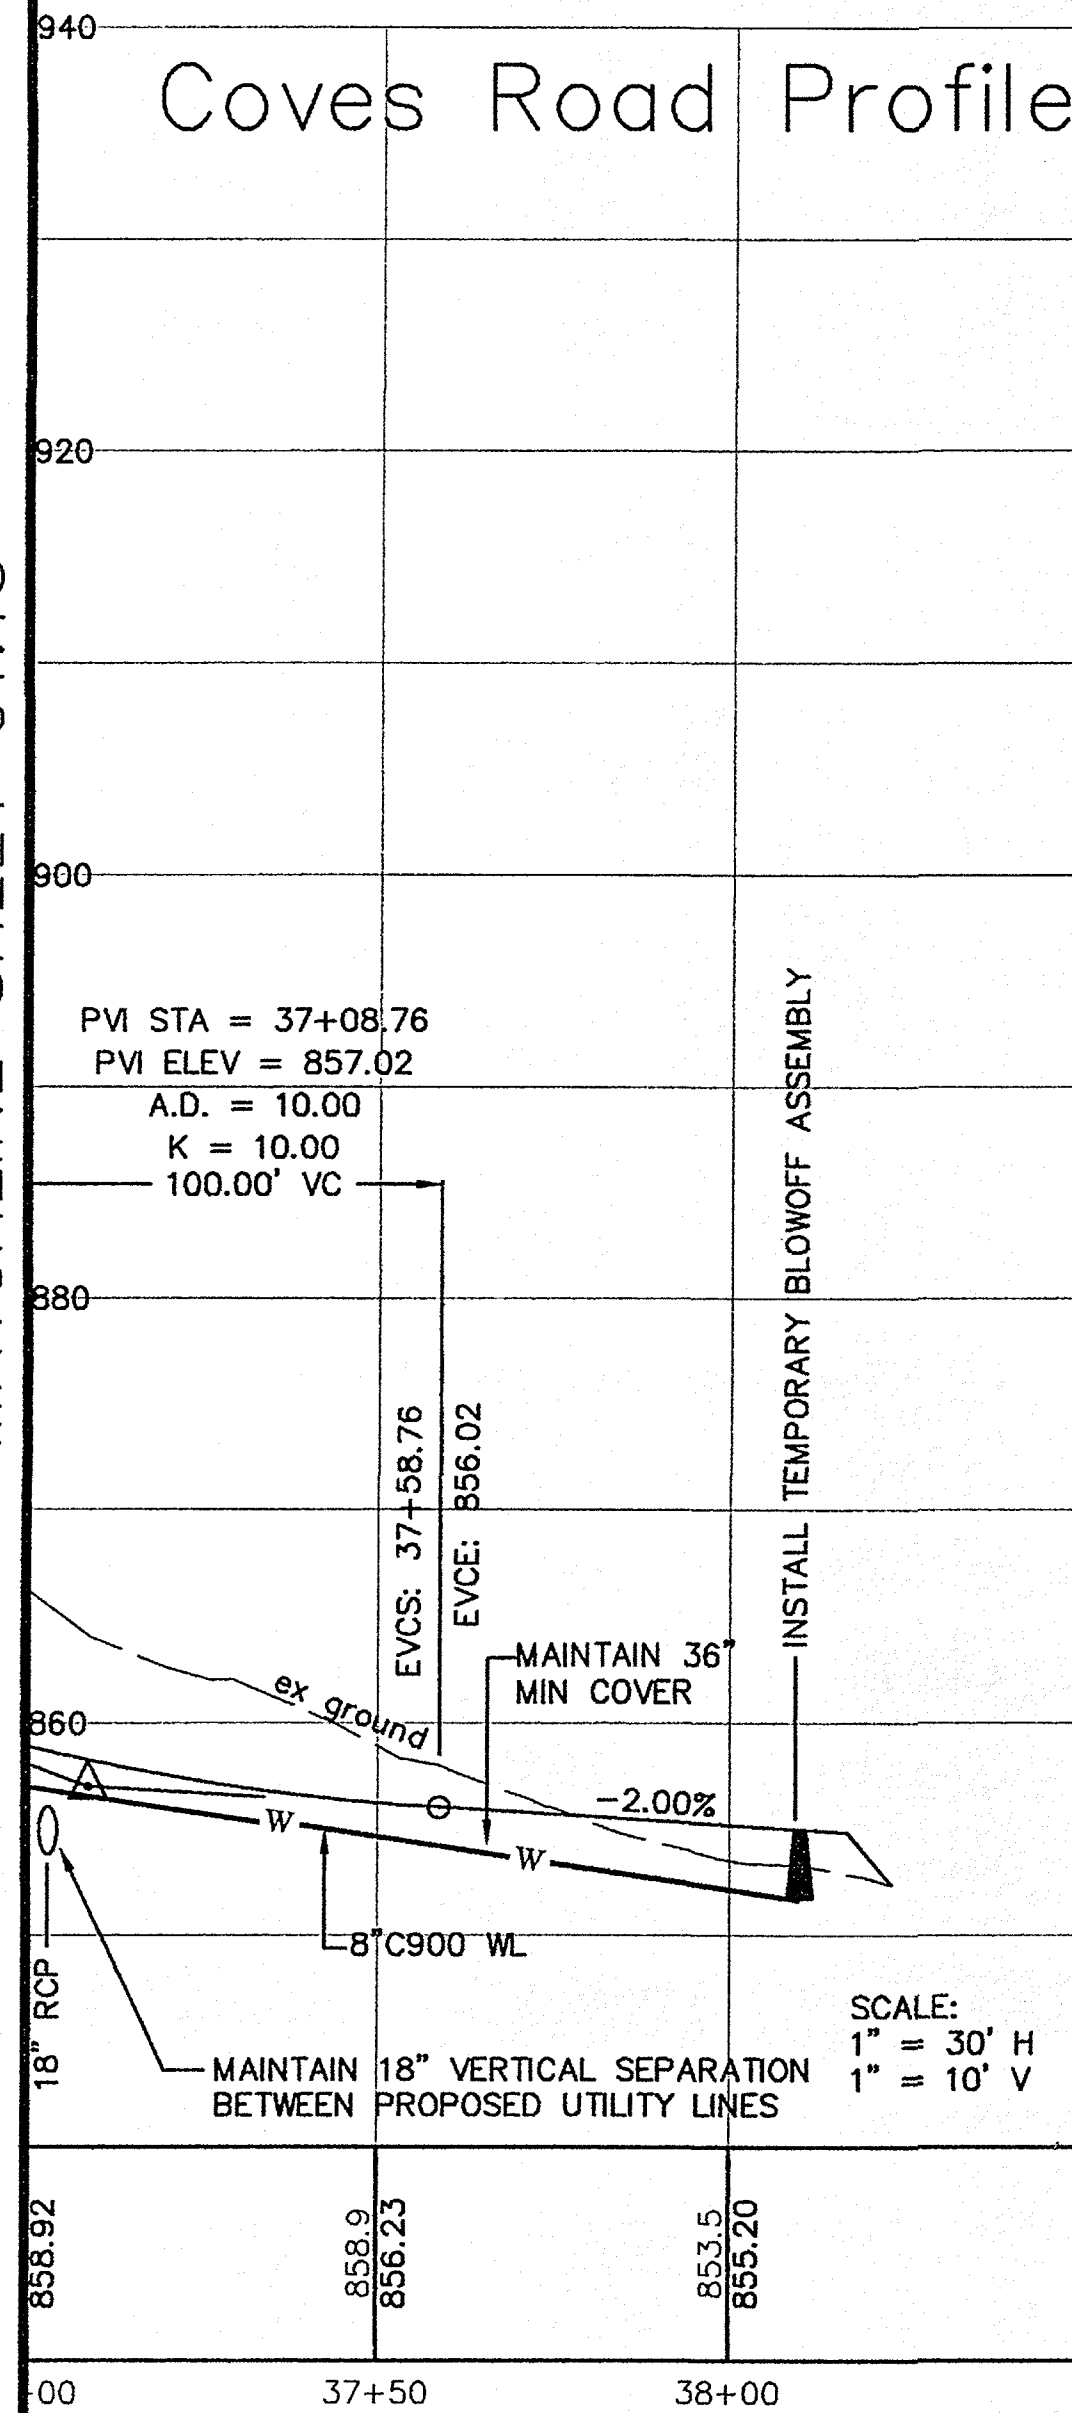 940
Coves Road Profile
920
900
PVI STA = 37+08.76
PVI ELEV = 857.02
A.D. = 10.00
K = 10.00
100.00' VC
880
EVCS: 37+58.76
EVCE: 856.02
INSTALL TEMPORARY BLOWOFF ASSEMBLY
MAINTAIN 36"
MIN COVER
ex ground
860
-2.00%
W
W
8"C900 WL
18" RCP
SCALE:
1" = 30' H
1" = 10' V
MAINTAIN 18" VERTICAL SEPARATION
BETWEEN PROPOSED UTILITY LINES
858.92
858.9
856.23
853.5
855.20
+00
37+50
38+00